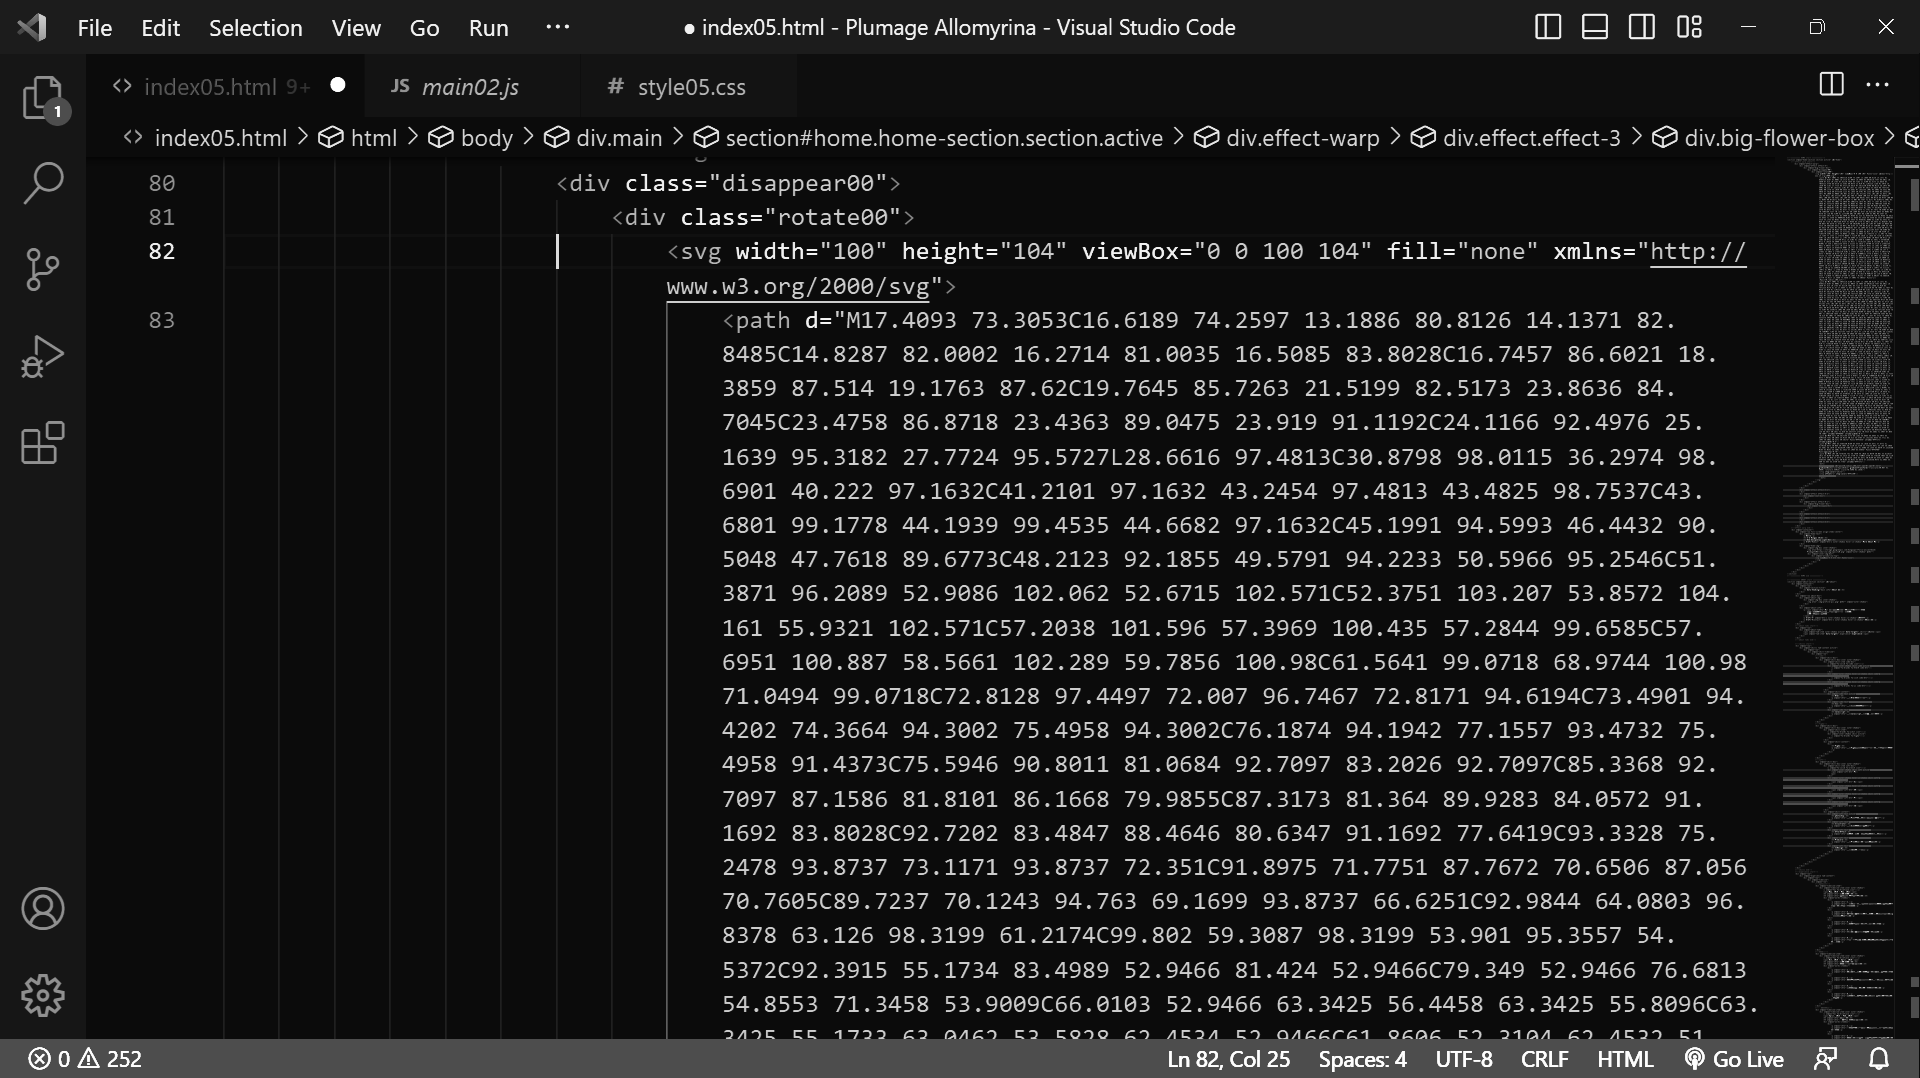 File Edit Selection View Go Run ··· ● index05.html - Plumage Allomyrina - Visual Studio Code
1
<> index05.html 9+ ● JS main02.js # style05.css
<> index05.html > html > body > div.main > section#home.home-section.section.active > div.effect-warp > div.effect.effect-3 > div.big-flower-box >
80 <div class="disappear00">
81 <div class="rotate00">
82 <svg width="100" height="104" viewBox="0 0 100 104" fill="none" xmlns="http://
www.w3.org/2000/svg">
83 <path d="M17.4093 73.3053C16.6189 74.2597 13.1886 80.8126 14.1371 82.
8485C14.8287 82.0002 16.2714 81.0035 16.5085 83.8028C16.7457 86.6021 18.
3859 87.514 19.1763 87.62C19.7645 85.7263 21.5199 82.5173 23.8636 84.
7045C23.4758 86.8718 23.4363 89.0475 23.919 91.1192C24.1166 92.4976 25.
1639 95.3182 27.7724 95.5727L28.6616 97.4813C30.8798 98.0115 36.2974 98.
6901 40.222 97.1632C41.2101 97.1632 43.2454 97.4813 43.4825 98.7537C43.
6801 99.1778 44.1939 99.4535 44.6682 97.1632C45.1991 94.5993 46.4432 90.
5048 47.7618 89.6773C48.2123 92.1855 49.5791 94.2233 50.5966 95.2546C51.
3871 96.2089 52.9086 102.062 52.6715 102.571C52.3751 103.207 53.8572 104.
161 55.9321 102.571C57.2038 101.596 57.3969 100.435 57.2844 99.6585C57.
6951 100.887 58.5661 102.289 59.7856 100.98C61.5641 99.0718 68.9744 100.98
71.0494 99.0718C72.8128 97.4497 72.007 96.7467 72.8171 94.6194C73.4901 94.
4202 74.3664 94.3002 75.4958 94.3002C76.1874 94.1942 77.1557 93.4732 75.
4958 91.4373C75.5946 90.8011 81.0684 92.7097 83.2026 92.7097C85.3368 92.
7097 87.1586 81.8101 86.1668 79.9855C87.3173 81.364 89.9283 84.0572 91.
1692 83.8028C92.7202 83.4847 88.4646 80.6347 91.1692 77.6419C93.3328 75.
2478 93.8737 73.1171 93.8737 72.351C91.8975 71.7751 87.7672 70.6506 87.056
70.7605C89.7237 70.1243 94.763 69.1699 93.8737 66.6251C92.9844 64.0803 96.
8378 63.126 98.3199 61.2174C99.802 59.3087 98.3199 53.901 95.3557 54.
5372C92.3915 55.1734 83.4989 52.9466 81.424 52.9466C79.349 52.9466 76.6813
54.8553 71.3458 53.9009C66.0103 52.9466 63.3425 56.4458 63.3425 55.8096C63.
3425 55.1733 63.0462 53.5828 62.4534 52.9466C61.8606 52.3104 62.4532 51.
0 252 Ln 82, Col 25 Spaces: 4 UTF-8 CRLF HTML Go Live